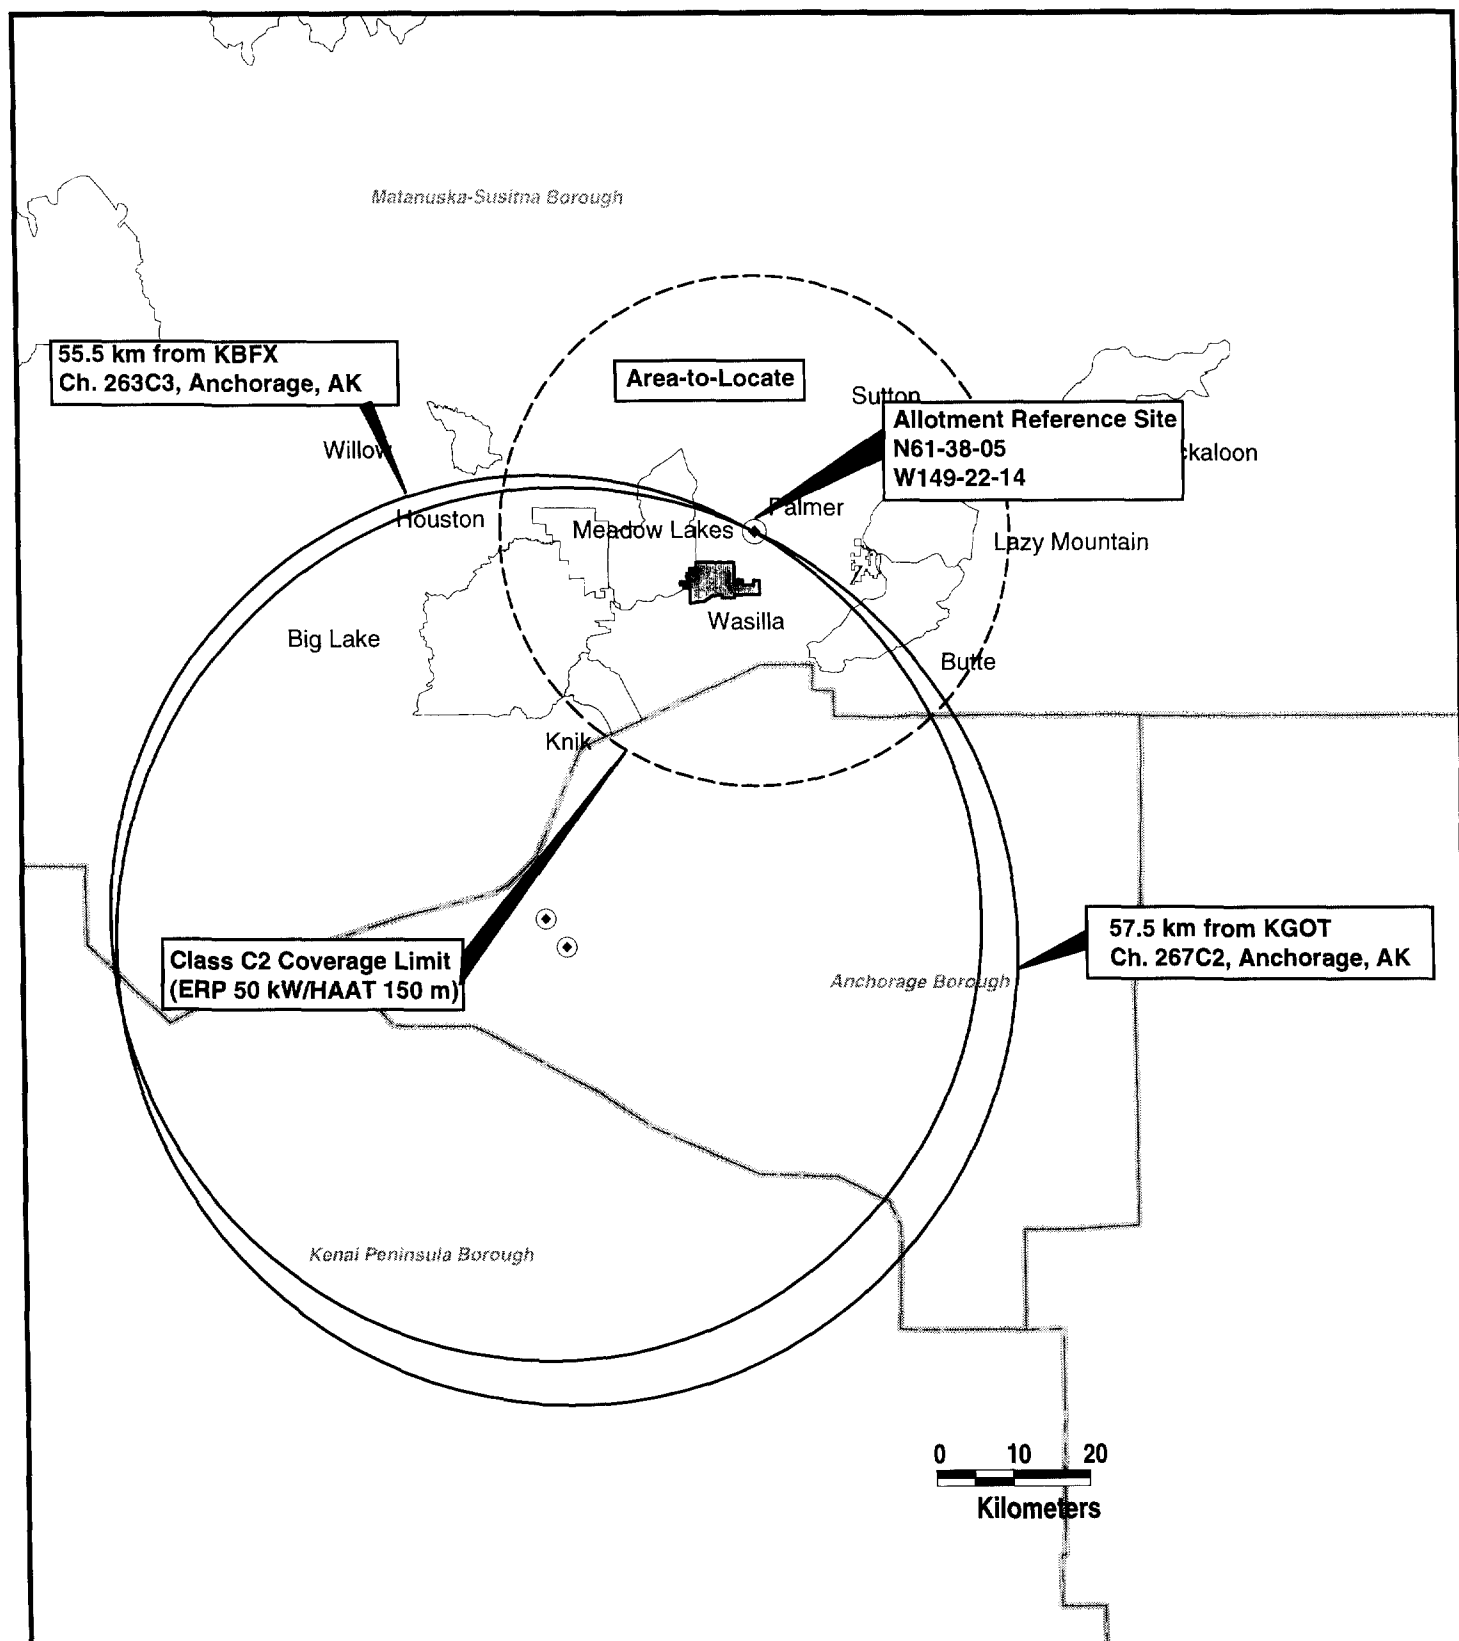 Matanuska-Susitna Borough
55.5 km from KBFX
Ch. 263C3, Anchorage, AK
Area-to-Locate
Sutton
Allotment Reference Site
N61-38-05
W149-22-14
Willow
ckaloon
Houston
Palmer
Meadow Lakes
Lazy Mountain
Wasilla
Big Lake
Butte
Knik
57.5 km from KGOT
Ch. 267C2, Anchorage, AK
Class C2 Coverage Limit
(ERP 50 kW/HAAT 150 m)
Anchorage Borough
Kenai Peninsula Borough
0 10 20
Kilometers